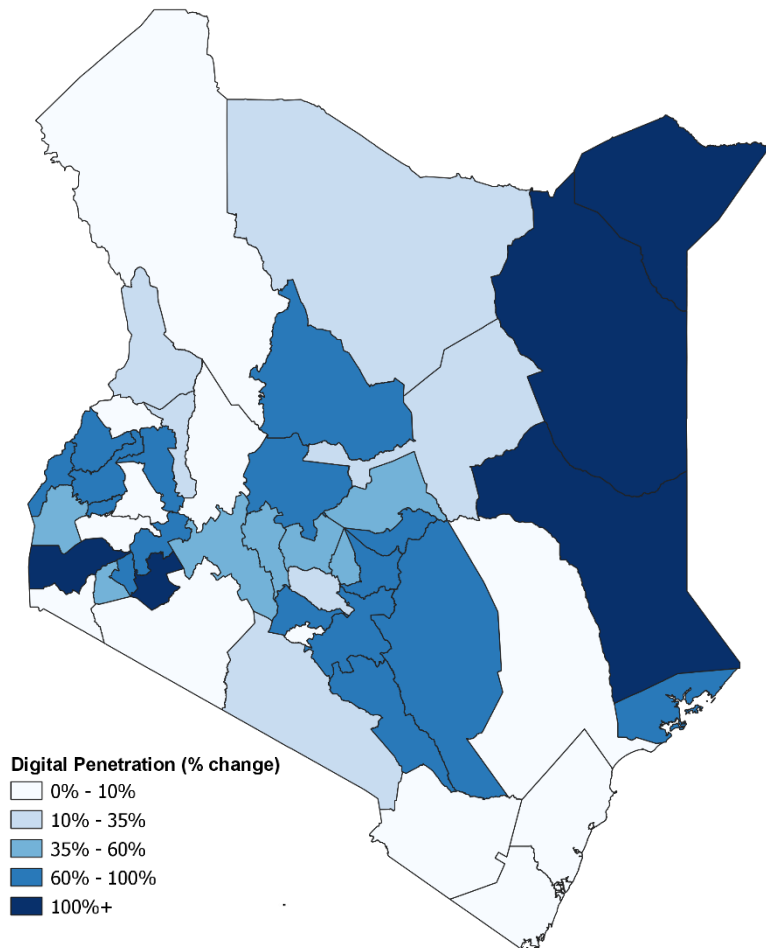 Digital Penetration (% change)
0% - 10%
10% - 35%
35% - 60%
60% - 100%
100%+